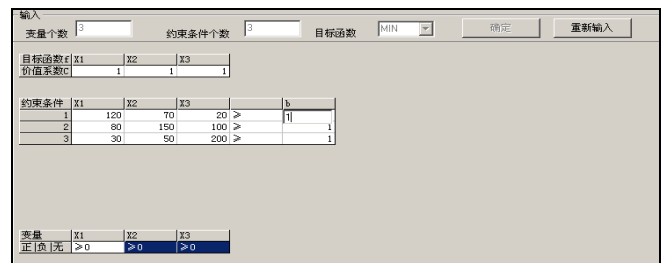 输入
变量个数 3 约束条件个数 3 目标函数 MIN 确定 重新输入
目标函数f X1 X2 X3
价值系数C 1 1 1
约束条件 X1 X2 X3 b
1 120 70 20 ≥ 1
2 80 150 100 ≥ 1
3 30 50 200 ≥ 1
变量 X1 X2 X3
正|负|无 ≥0 ≥0 ≥0